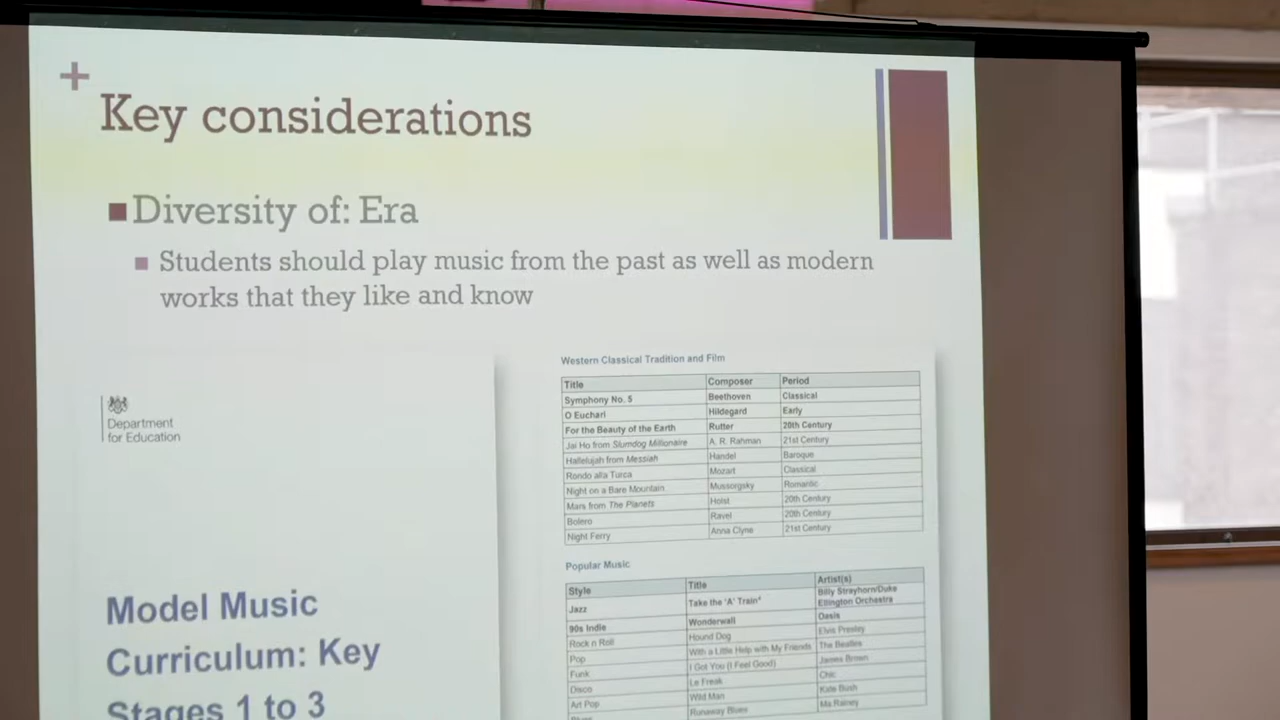 +
Key considerations
Diversity of: Era
Students should play music from the past as well as modern
works that they like and know
Department
for Education
Model Music
Curriculum: Key
Stages 1 to 3
Western Classical Tradition and Film
Title Composer Period
Symphony No. 5 Beethoven Classical
O Euchari Hildegard Early
For the Beauty of the Earth Rutter 20th Century
Jai Ho from Slumdog Millionaire A. R. Rahman 21st Century
Hallelujah from Messiah Handel Baroque
Rondo alla Turca Mozart Classical
Night on a Bare Mountain Mussorgsky Romantic
Mars from The Planets Holst 20th Century
Bolero Ravel 20th Century
Night Ferry Anna Clyne 21st Century
Popular Music
Style Title Artist(s)
Jazz Take the 'A' Train* Billy Strayhorn/Duke
Ellington Orchestra
90s Indie Wonderwall Oasis
Rock n Roll Hound Dog Elvis Presley
Pop With a Little Help with My Friends The Beatles
Funk I Got You (I Feel Good) James Brown
Disco Le Freak Chic
Art Pop Wild Man Kate Bush
Blues Runaway Blues Ma Rainey